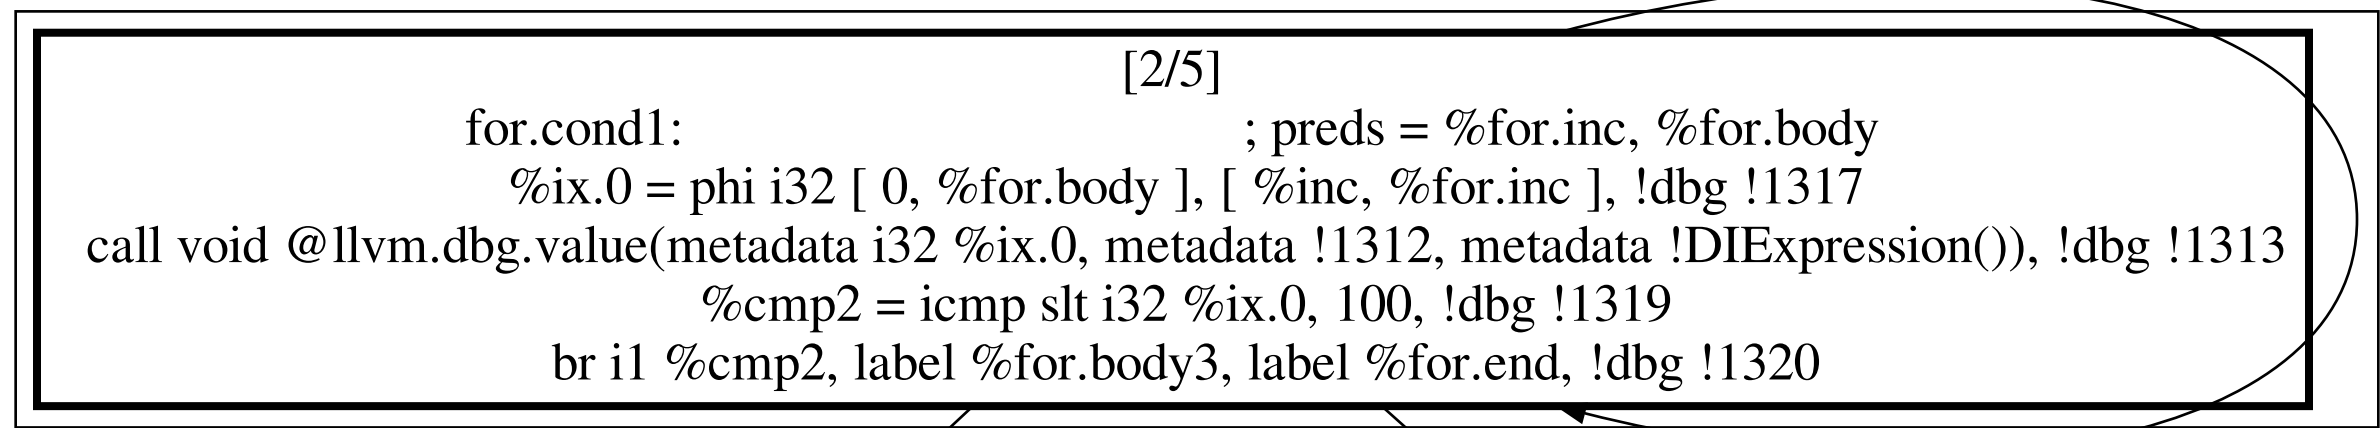 [2/5]
for.cond1: ; preds = %for.inc, %for.body
%ix.0 = phi i32 [ 0, %for.body ], [ %inc, %for.inc ], !dbg !1317
call void @llvm.dbg.value(metadata i32 %ix.0, metadata !1312, metadata !DIExpression()), !dbg !1313
%cmp2 = icmp slt i32 %ix.0, 100, !dbg !1319
br i1 %cmp2, label %for.body3, label %for.end, !dbg !1320